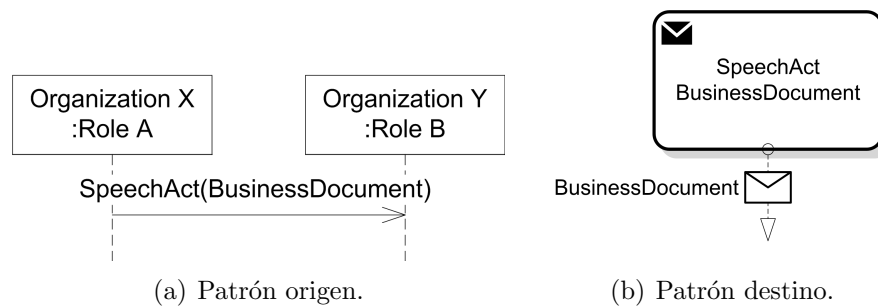 Organization X
:Role A
Organization Y
:Role B
SpeechAct(BusinessDocument)
(a) Patrón origen.
SpeechAct
BusinessDocument
BusinessDocument
(b) Patrón destino.